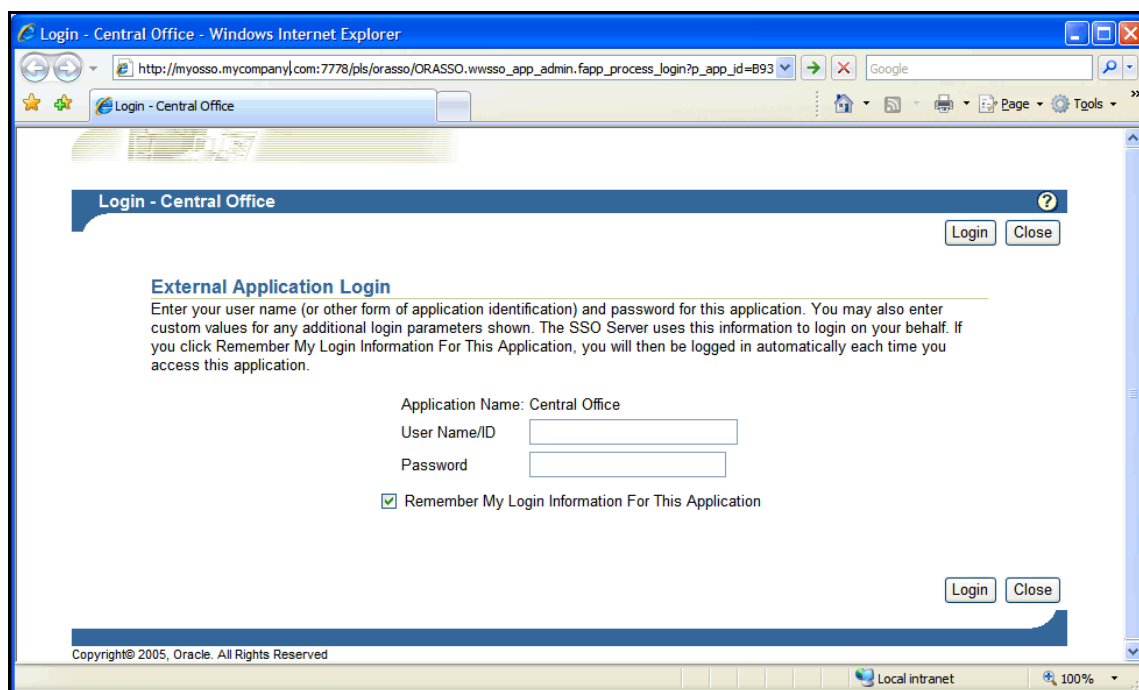 Login - Central Office - Windows Internet Explorer
http://myosso.mycompany.com:7778/pls/orasso/ORASSO.wwsso_app_admin.fapp_process_login?p_app_id=B93
Google
Login - Central Office
Page
Tools
»
Login - Central Office
?
Login Close
External Application Login
Enter your user name (or other form of application identification) and password for this application. You may also enter
custom values for any additional login parameters shown. The SSO Server uses this information to login on your behalf. If
you click Remember My Login Information For This Application, you will then be logged in automatically each time you
access this application.
Application Name: Central Office
User Name/ID
Password
Remember My Login Information For This Application
Login Close
Copyright© 2005, Oracle. All Rights Reserved
Local intranet
100%